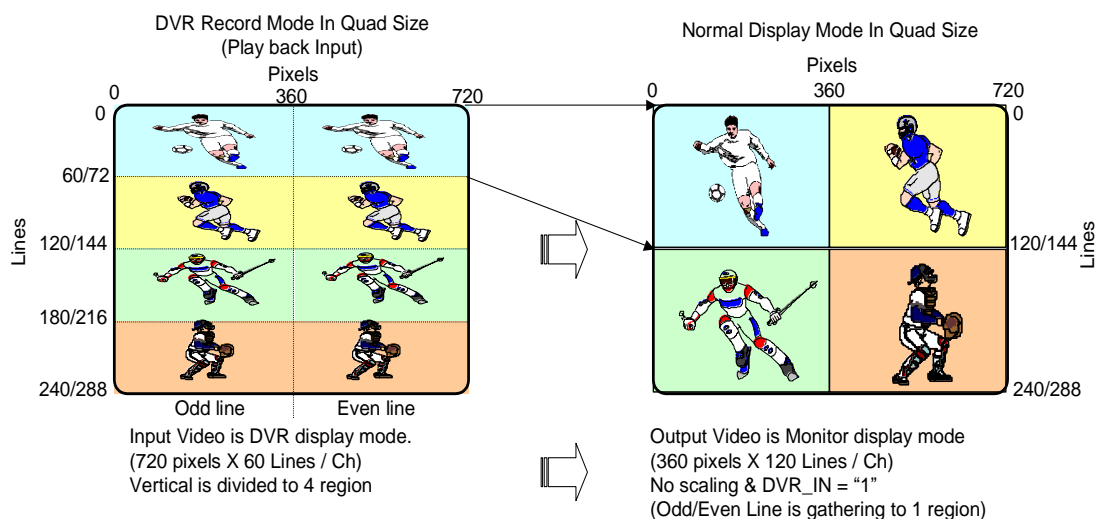 DVR Record Mode In Quad Size
(Play back Input)
Pixels
0 360 720
0
60/72
120/144
180/216
240/288
Lines
Odd line Even line
Input Video is DVR display mode.
(720 pixels X 60 Lines / Ch)
Vertical is divided to 4 region
Normal Display Mode In Quad Size
Pixels
0 360 720
0
120/144
240/288
Lines
Output Video is Monitor display mode
(360 pixels X 120 Lines / Ch)
No scaling & DVR_IN = “1”
(Odd/Even Line is gathering to 1 region)